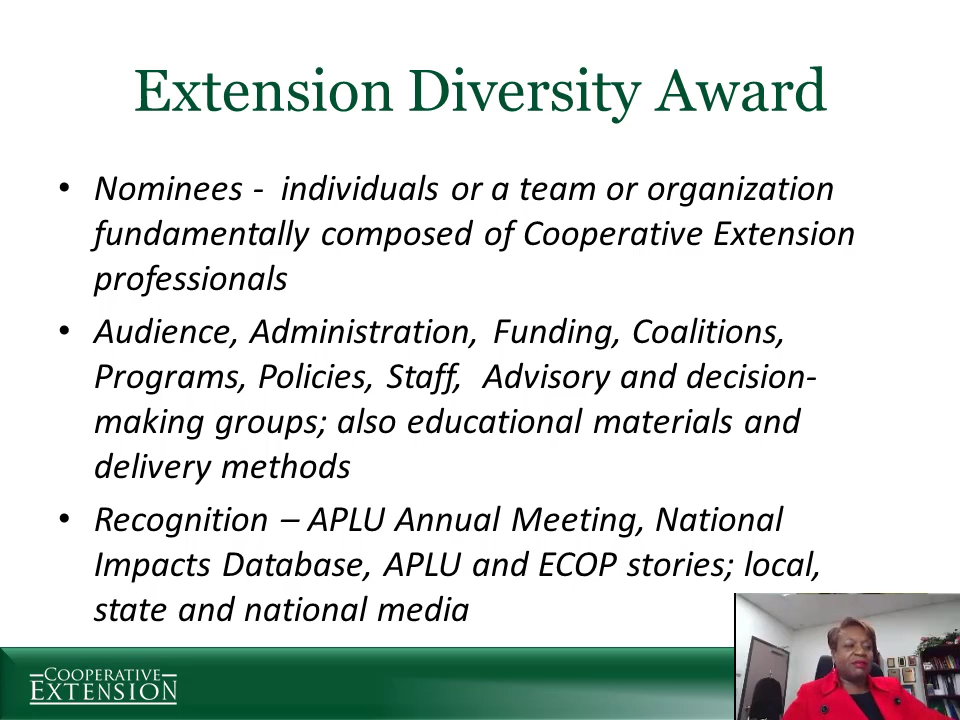 Extension Diversity Award
• Nominees - individuals or a team or organization
fundamentally composed of Cooperative Extension
professionals
• Audience, Administration, Funding, Coalitions,
Programs, Policies, Staff, Advisory and decision-
making groups; also educational materials and
delivery methods
• Recognition – APLU Annual Meeting, National
Impacts Database, APLU and ECOP stories; local,
state and national media
COOPERATIVE
EXTENSION